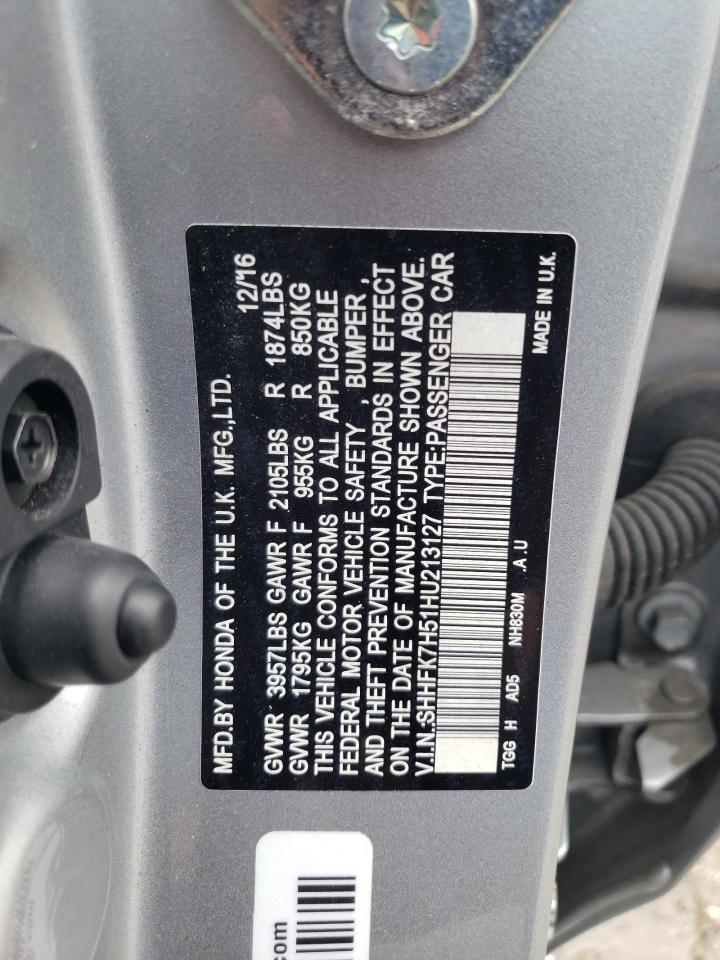 MFD.BY HONDA OF THE U.K. MFG.,LTD. 12/16
GVWR 3957LBS GAWR F 2105LBS R 1874LBS
GVWR 1795KG GAWR F 955KG R 850KG
THIS VEHICLE CONFORMS TO ALL APPLICABLE
FEDERAL MOTOR VEHICLE SAFETY , BUMPER ,
AND THEFT PREVENTION STANDARDS IN EFFECT
ON THE DATE OF MANUFACTURE SHOWN ABOVE.
V.I.N.:SHHFK7H51HU213127 TYPE:PASSENGER CAR
TGG H AD5 NH830M A.U
MADE IN U.K.
.com